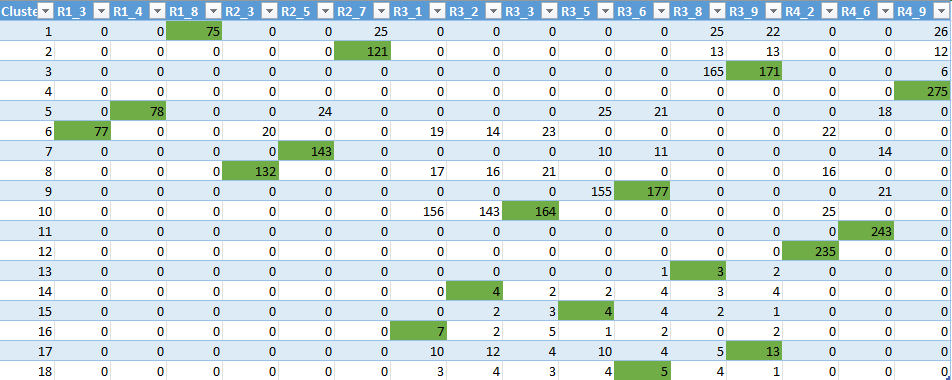 Cluste R1_3 R1_4 R1_8 R2_3 R2_5 R2_7 R3_1 R3_2 R3_3 R3_5 R3_6 R3_8 R3_9 R4_2 R4_6 R4_9
1 0 0 75 0 0 25 0 0 0 0 0 25 22 0 0 26
2 0 0 0 0 0 121 0 0 0 0 0 13 13 0 0 12
3 0 0 0 0 0 0 0 0 0 0 0 165 171 0 0 6
4 0 0 0 0 0 0 0 0 0 0 0 0 0 0 0 275
5 0 78 0 0 24 0 0 0 0 25 21 0 0 0 18 0
6 77 0 0 20 0 0 19 14 23 0 0 0 0 22 0 0
7 0 0 0 0 143 0 0 0 0 10 11 0 0 0 14 0
8 0 0 0 132 0 0 17 16 21 0 0 0 0 16 0 0
9 0 0 0 0 0 0 0 0 0 155 177 0 0 0 21 0
10 0 0 0 0 0 0 156 143 164 0 0 0 0 25 0 0
11 0 0 0 0 0 0 0 0 0 0 0 0 0 0 243 0
12 0 0 0 0 0 0 0 0 0 0 0 0 0 235 0 0
13 0 0 0 0 0 0 0 0 0 0 1 3 2 0 0 0
14 0 0 0 0 0 0 0 4 2 2 4 3 4 0 0 0
15 0 0 0 0 0 0 0 2 3 4 4 2 1 0 0 0
16 0 0 0 0 0 0 7 2 5 1 2 0 2 0 0 0
17 0 0 0 0 0 0 10 12 4 10 4 5 13 0 0 0
18 0 0 0 0 0 0 3 4 3 4 5 4 1 0 0 0